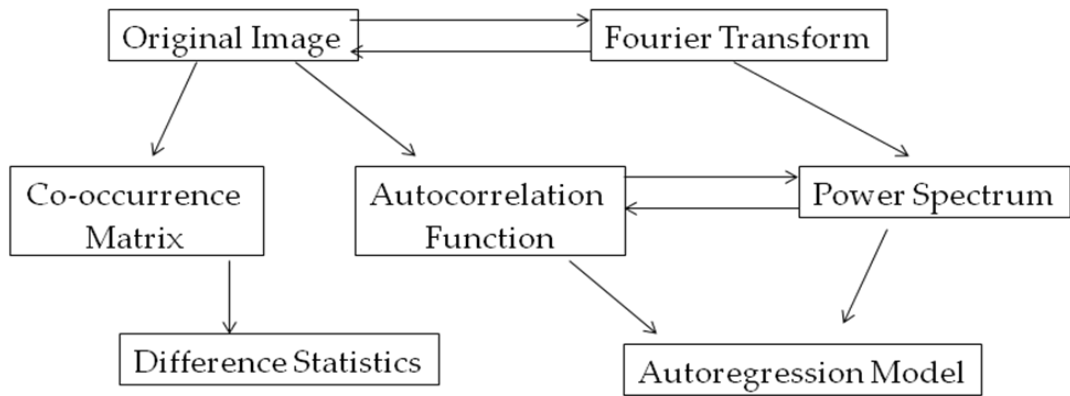 Original Image
Fourier Transform
Co-occurrence
Matrix
Autocorrelation
Function
Power Spectrum
Difference Statistics
Autoregression Model